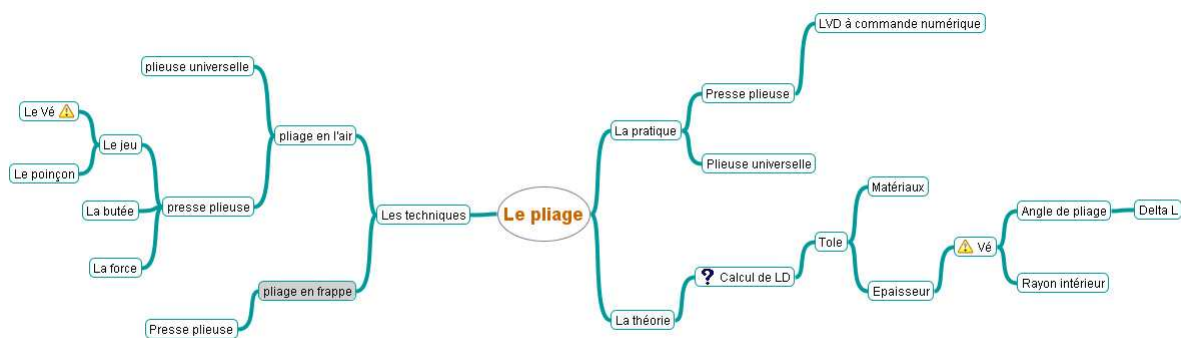 LVD à commande numérique
plieuse universelle
Presse plieuse
Le Vé
pliage en l'air
La pratique
Le jeu
Plieuse universelle
Le poinçon
Matériaux
presse plieuse
La butée
Les techniques
Le pliage
Angle de pliage
Delta L
Tole
Vé
La force
Calcul de LD
Rayon intérieur
pliage en frappe
Epaisseur
La théorie
Presse plieuse